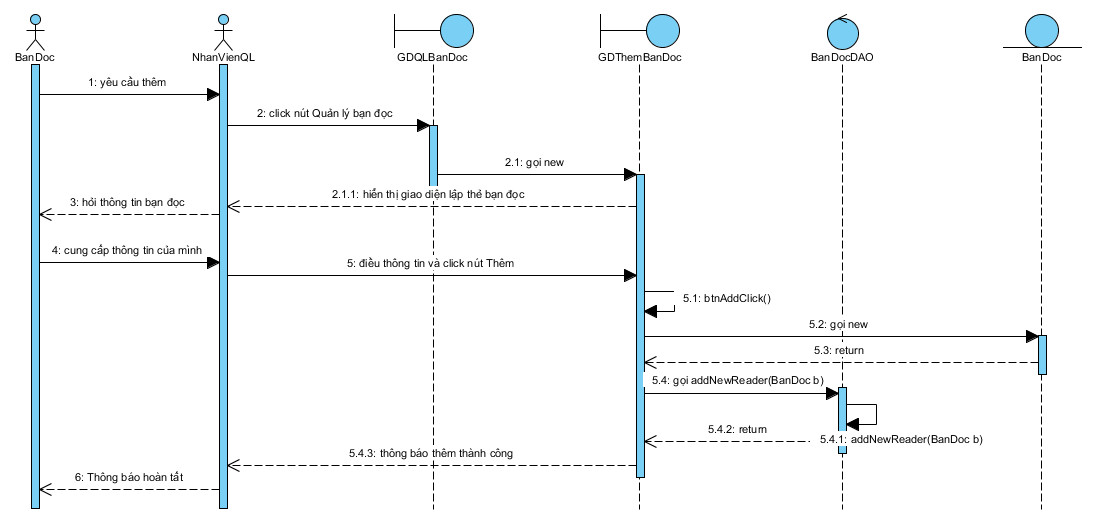 BanDoc
NhanVienQL
GDQLBanDoc
GDThemBanDoc
BanDocDAO
BanDoc
1: yêu cầu thêm
2: click nút Quản lý bạn đọc
2.1: gọi new
2.1.1: hiển thị giao diện lập thẻ bạn đọc
3: hỏi thông tin bạn đọc
4: cung cấp thông tin của mình
5: điều thông tin và click nút Thêm
5.1: btnAddClick()
5.2: gọi new
5.3: return
5.4: gọi addNewReader(BanDoc b)
5.4.1: addNewReader(BanDoc b)
5.4.2: return
5.4.3: thông báo thêm thành công
6: Thông báo hoàn tất